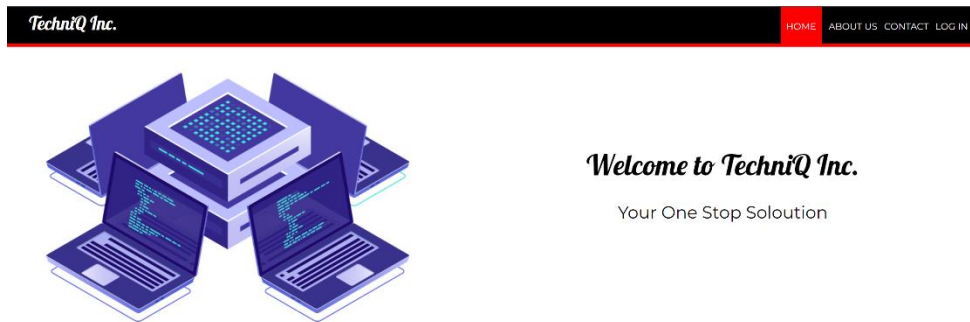 TechniQ Inc.
HOME ABOUT US CONTACT LOG IN
Welcome to TechniQ Inc.
Your One Stop Soloution